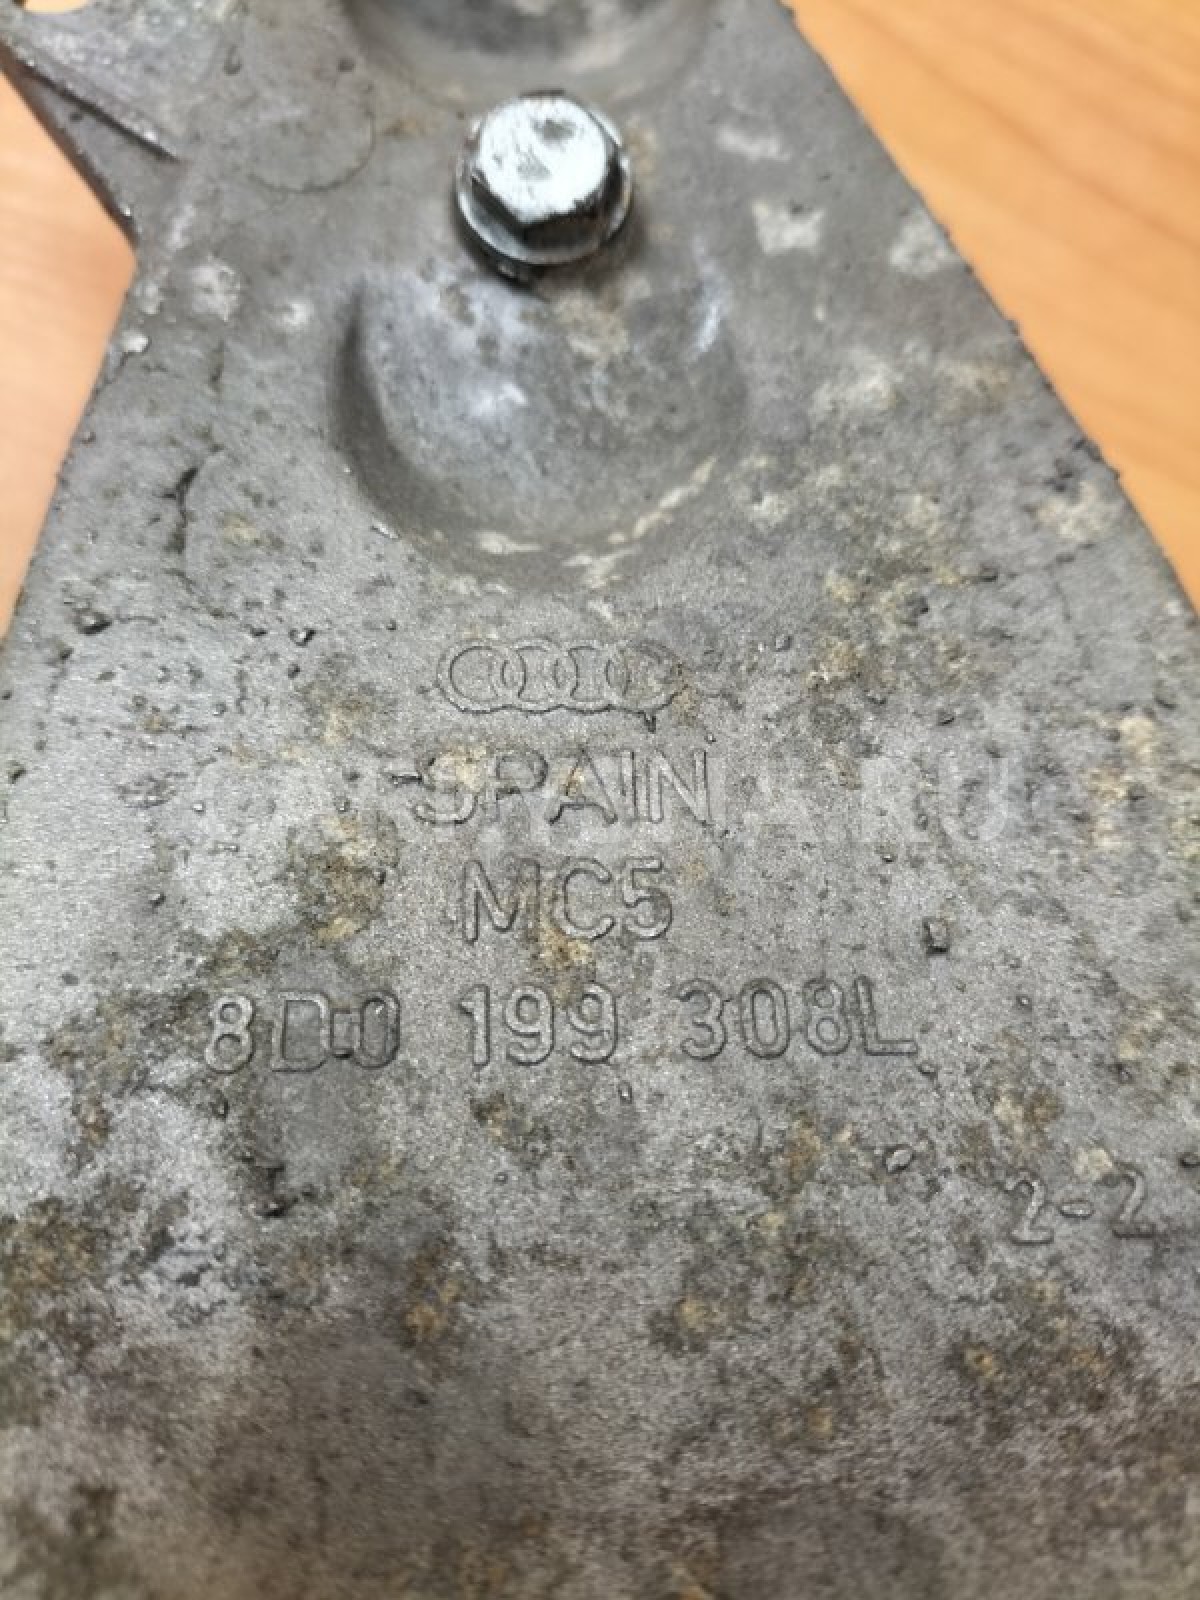 SPAIN
MC5
8D0 199 308L
2-2